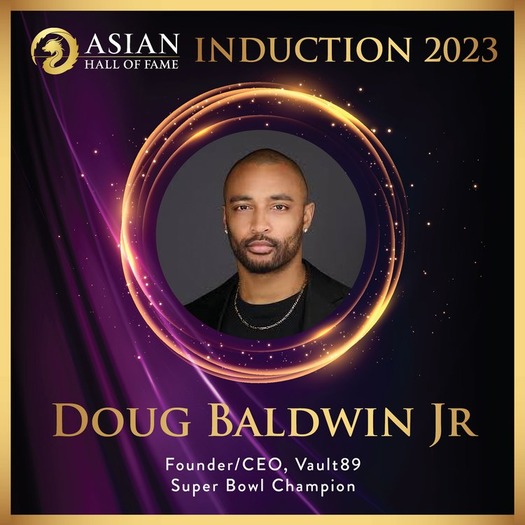 ASIAN
HALL OF FAME
INDUCTION 2023
DOUG BALDWIN JR
Founder/CEO, Vault89
Super Bowl Champion